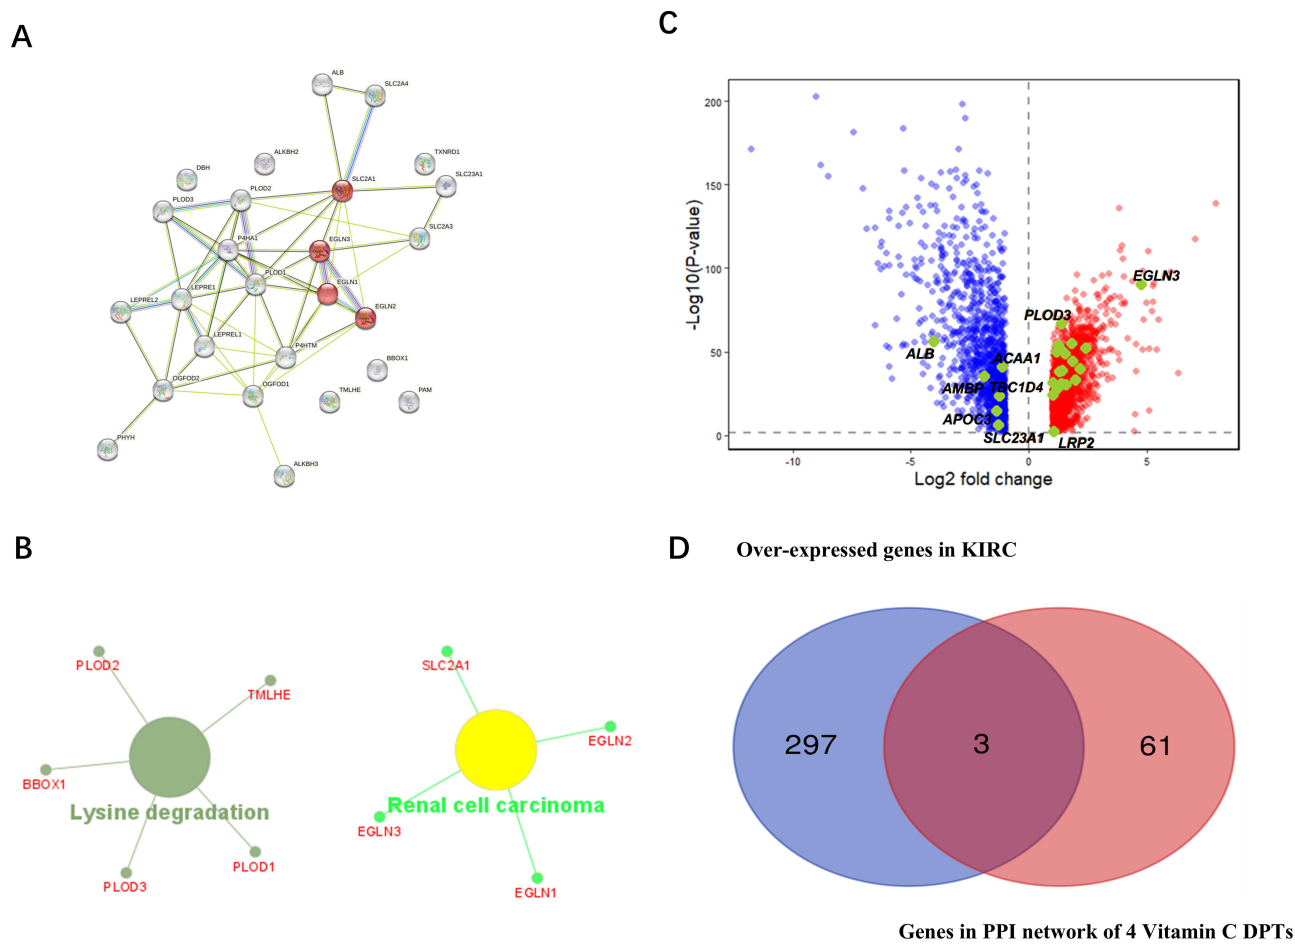 A
ALB
SLC2A4
ALKBH2
TXNRD1
DBH
SLC2A1
SLC23A1
PLOD2
PLOD3
SLC2A3
P4HA1
EGLN3
PLOD1
EGLN1
LEPRE1
LEPREL2
EGLN2
LEPREL1
P4HTM
BBOX1
OGFOD2
OGFOD1
TMLHE
PAM
PHYH
ALKBH3
B
PLOD2
TMLHE
BBOX1
Lysine degradation
PLOD1
PLOD3
SLC2A1
EGLN2
Renal cell carcinoma
EGLN3
EGLN1
C
-Log10(P-value)
200
150
100
50
0
EGLN3
PLOD3
ALB
ACAA1
AMBP
TBC1D4
APOC3
SLC23A1
LRP2
-10
-5
0
5
Log2 fold change
D
Over-expressed genes in KIRC
297
3
61
Genes in PPI network of 4 Vitamin C DPTs